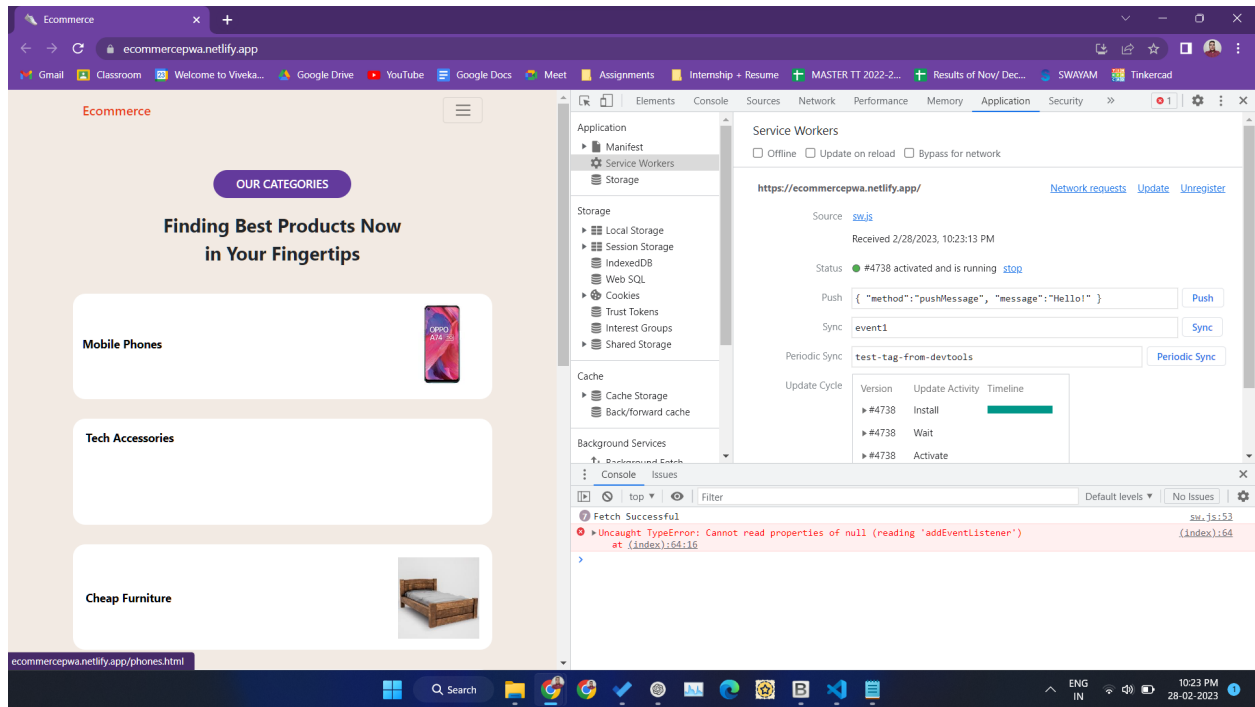 Ecommerce
ecommercepwa.netlify.app
Gmail Classroom Welcome to Viveka... Google Drive YouTube Google Docs Meet Assignments Internship + Resume MASTER TT 2022-2... Results of Nov/ Dec... SWAYAM Tinkercad
Ecommerce
OUR CATEGORIES
Finding Best Products Now
in Your Fingertips
Mobile Phones
OPPO
A74
Tech Accessories
Cheap Furniture
ecommercepwa.netlify.app/phones.html
Elements Console Sources Network Performance Memory Application Security » 1
Application
Manifest
Service Workers
Storage
Storage
Local Storage
Session Storage
IndexedDB
Web SQL
Cookies
Trust Tokens
Interest Groups
Shared Storage
Cache
Cache Storage
Back/forward cache
Background Services
Background Fetch
Service Workers
Offline Update on reload Bypass for network
https://ecommercepwa.netlify.app/ Network requests Update Unregister
Source sw.js
Received 2/28/2023, 10:23:13 PM
Status #4738 activated and is running stop
Push { "method":"pushMessage", "message":"Hello!" } Push
Sync event1 Sync
Periodic Sync test-tag-from-devtools Periodic Sync
Update Cycle Version Update Activity Timeline
#4738 Install
#4738 Wait
#4738 Activate
Console Issues
top Filter Default levels No Issues
7 Fetch Successful sw.js:53
Uncaught TypeError: Cannot read properties of null (reading 'addEventListener') (index):64
at (index):64:16
Search
ENG
IN
10:23 PM
28-02-2023
1